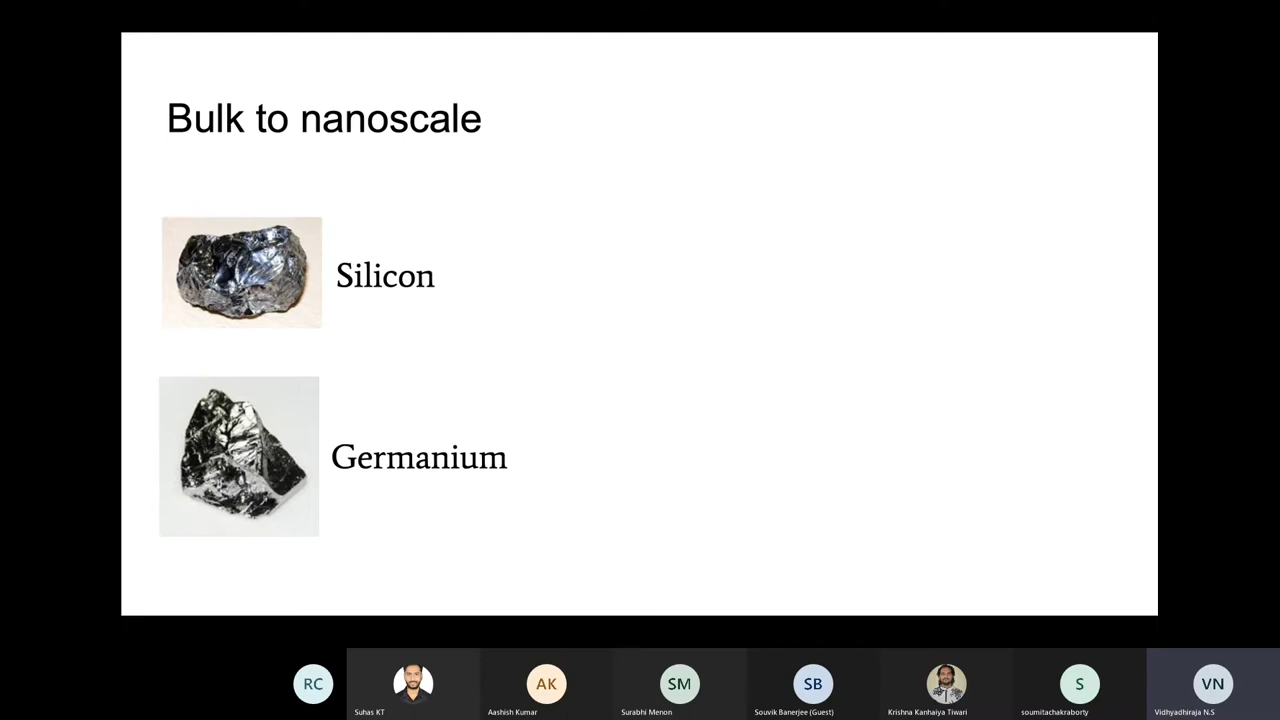 Bulk to nanoscale
Silicon
Germanium
RC
Suhas KT
AK
Aashish Kumar
SM
Surabhi Menon
SB
Souvik Banerjee (Guest)
Krishna Kanhaiya Tiwari
S
soumitachakraborty
VN
Vidhyadhiraja N.S